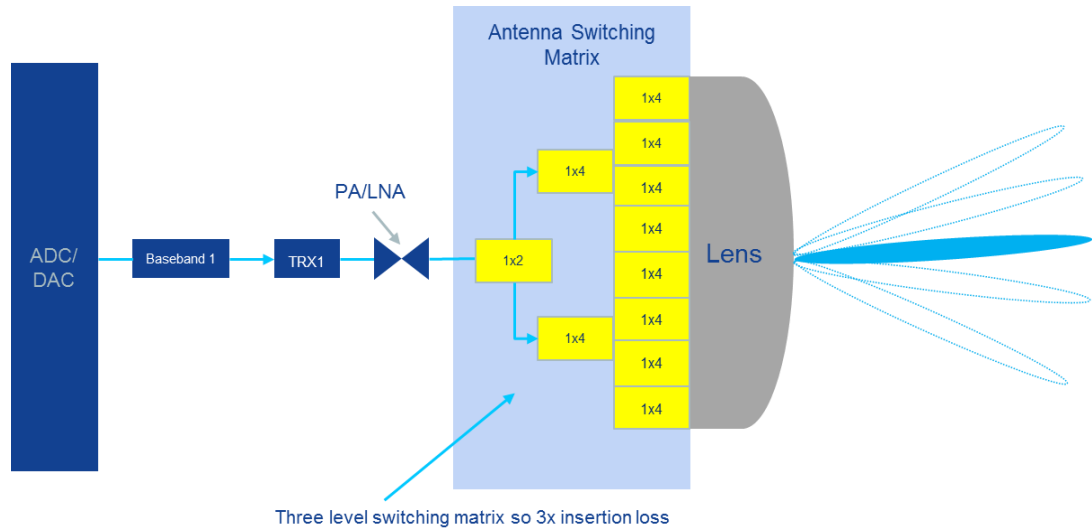 Antenna Switching
Matrix
ADC/
DAC
Baseband 1
TRX1
PA/LNA
1x2
1x4
1x4
1x4
1x4
1x4
1x4
1x4
1x4
1x4
1x4
Lens
Three level switching matrix so 3x insertion loss